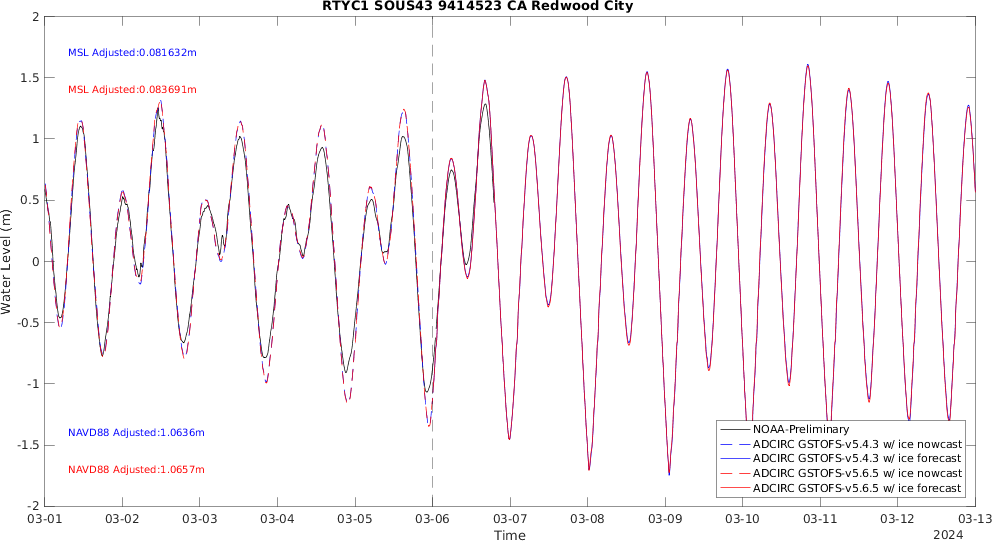 RTYC1 SOUS43 9414523 CA Redwood City
2
1.5
1
0.5
0
-0.5
-1
-1.5
-2
Water Level (m)
MSL Adjusted:0.081632m
MSL Adjusted:0.083691m
NAVD88 Adjusted:1.0636m
NAVD88 Adjusted:1.0657m
NOAA-Preliminary
ADCIRC GSTOFS-v5.4.3 w/ ice nowcast
ADCIRC GSTOFS-v5.4.3 w/ ice forecast
ADCIRC GSTOFS-v5.6.5 w/ ice nowcast
ADCIRC GSTOFS-v5.6.5 w/ ice forecast
03-01 03-02 03-03 03-04 03-05 03-06 03-07 03-08 03-09 03-10 03-11 03-12 03-13
Time
2024